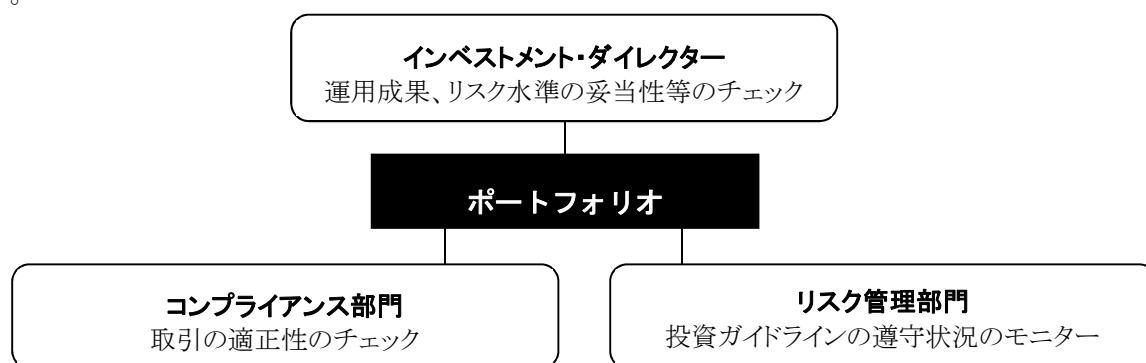 。
インベストメント・ダイレクター
運用成果、リスク水準の妥当性等のチェック
ポートフォリオ
コンプライアンス部門
取引の適正性のチェック
リスク管理部門
投資ガイドラインの遵守状況のモニター